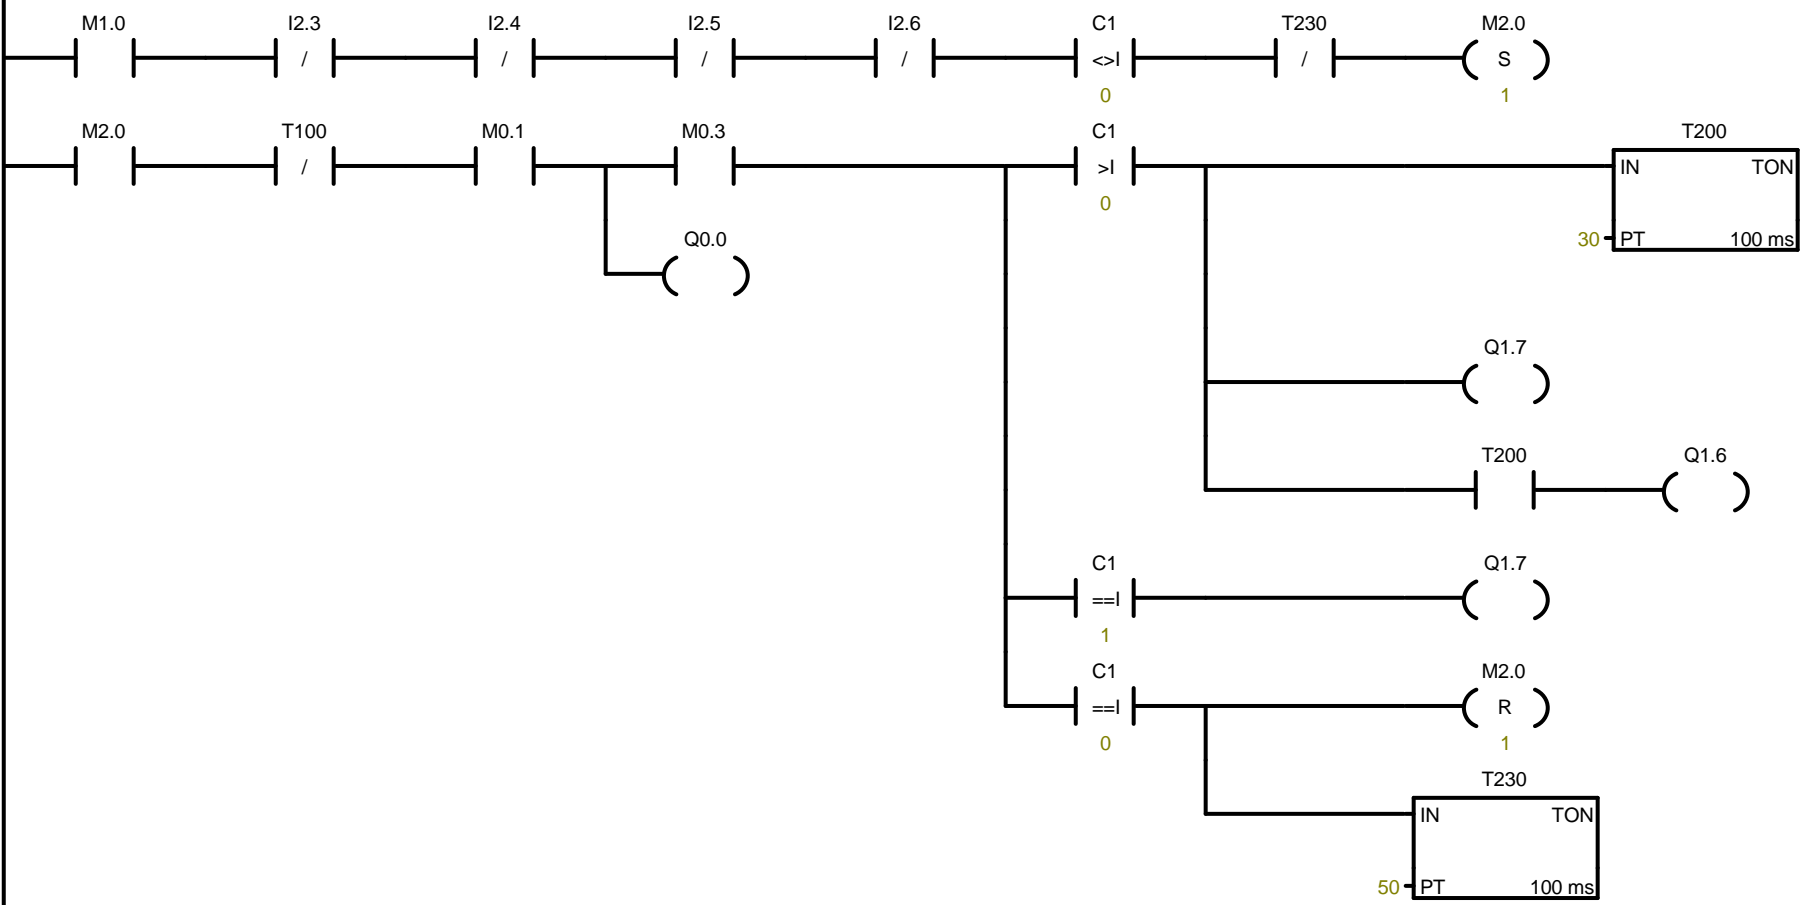 M1.0 I2.3 I2.4 I2.5 I2.6 C1 T230 M2.0
/ / / / <>I / S
0 1
M2.0 T100 M0.1 M0.3 C1 T200
/ >I IN TON
0
Q0.0 30 PT 100 ms
Q1.7
T200 Q1.6
C1 Q1.7
==I
1
C1 M2.0
==I R
0 1
T230
IN TON
50 PT 100 ms